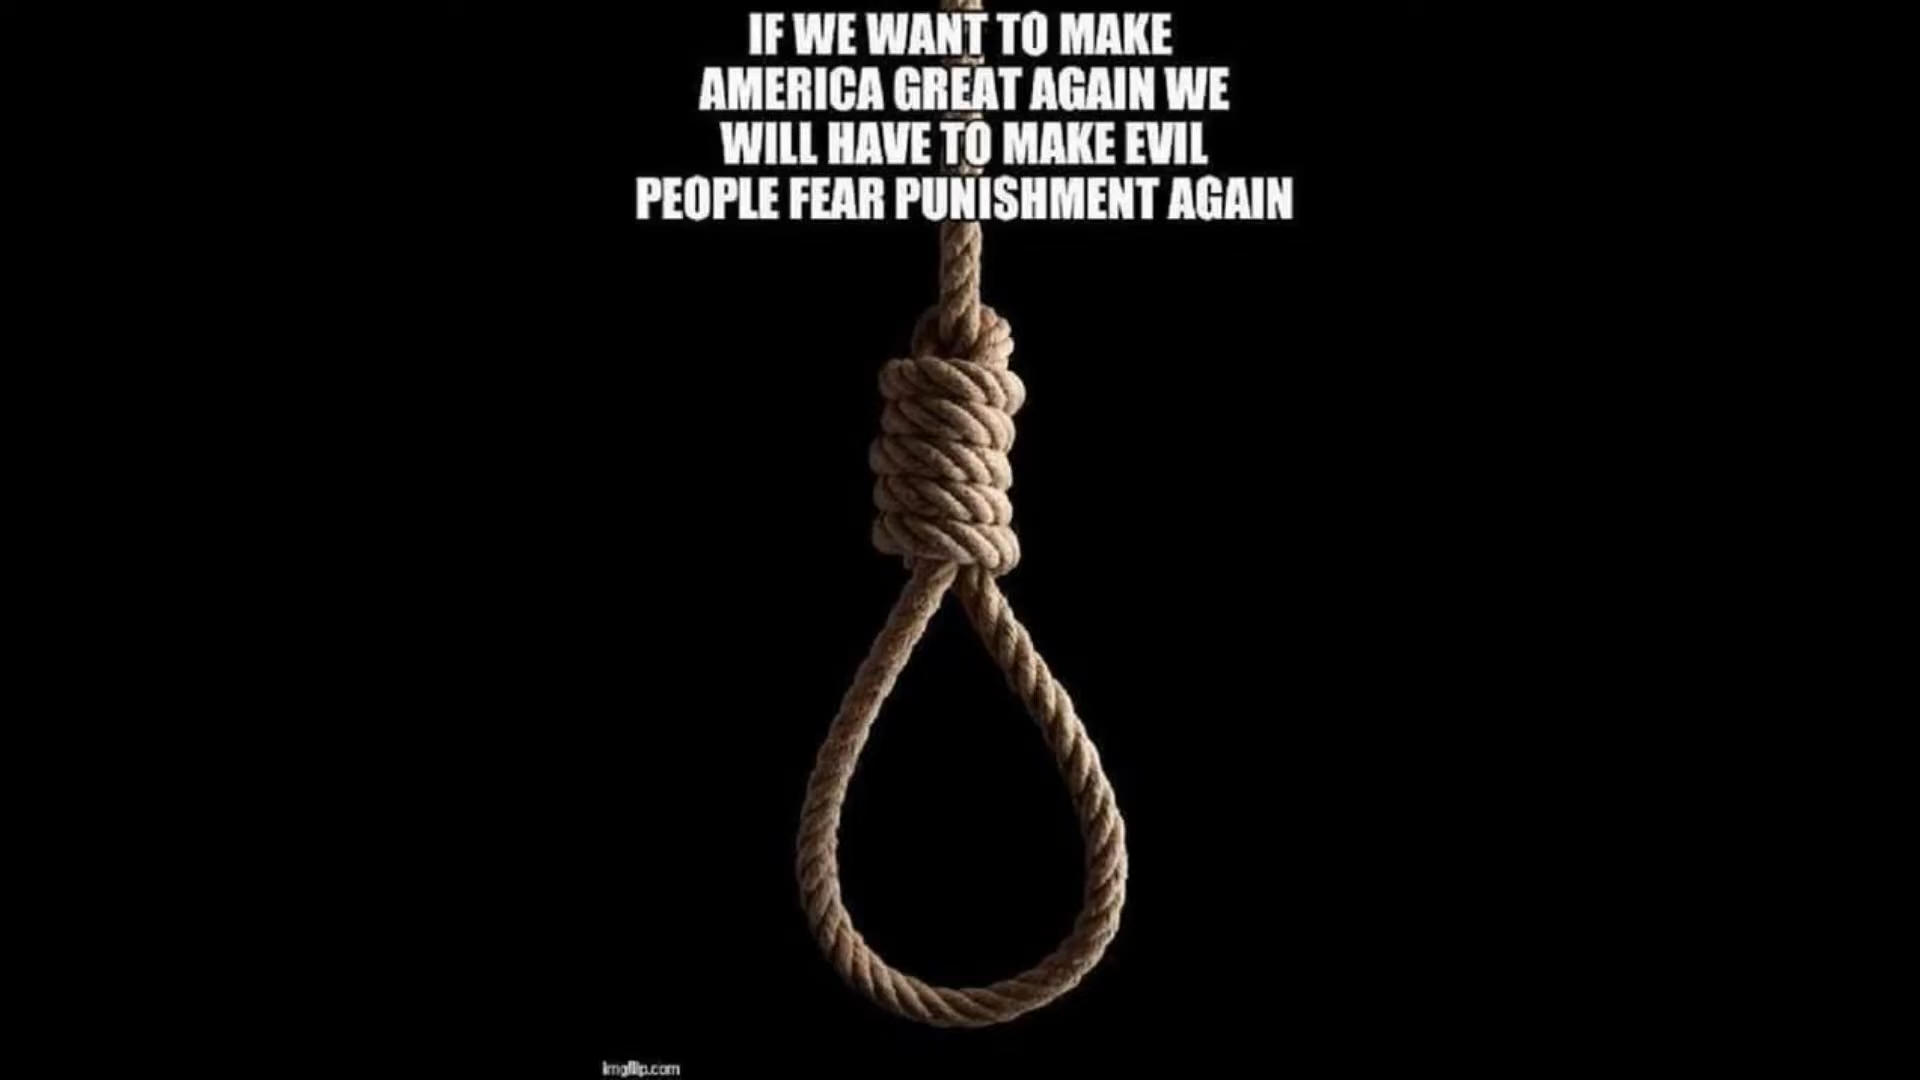 IF WE WANT TO MAKE
AMERICA GREAT AGAIN WE
WILL HAVE TO MAKE EVIL
PEOPLE FEAR PUNISHMENT AGAIN
imgflip.com